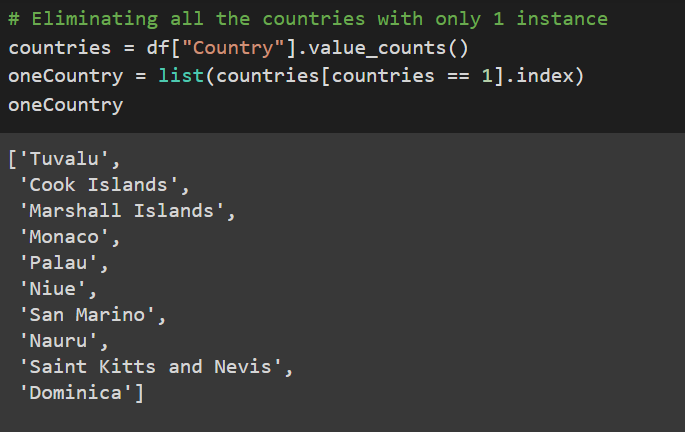 # Eliminating all the countries with only 1 instance
countries = df["Country"].value_counts()
oneCountry = list(countries[countries == 1].index)
oneCountry
['Tuvalu',
 'Cook Islands',
 'Marshall Islands',
 'Monaco',
 'Palau',
 'Niue',
 'San Marino',
 'Nauru',
 'Saint Kitts and Nevis',
 'Dominica']